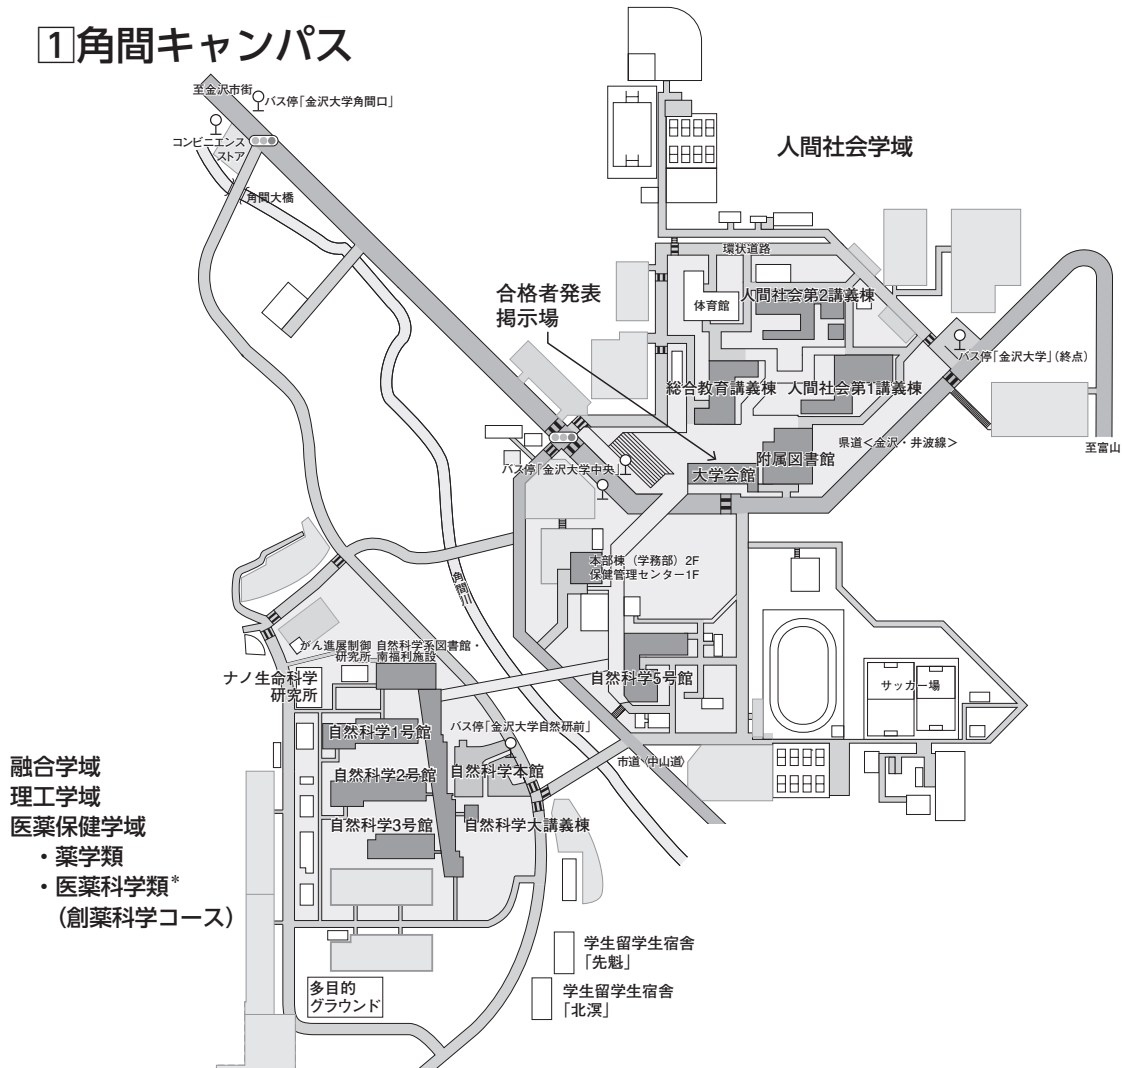 1角間キャンパス
至金沢市街
バス停「金沢大学角間口」
コンビニエンス
ストア
角間大橋
人間社会学域
環状道路
合格者発表
掲示場
体育館
人間社会第2講義棟
バス停「金沢大学」(終点)
総合教育講義棟
人間社会第1講義棟
県道<金沢・井波線>
至富山
バス停「金沢大学中央」
大学会館
附属図書館
本部棟（学務部）2F
保健管理センター1F
角間川
がん進展制御
研究所
自然科学系図書館・
南福利施設
ナノ生命科学
研究所
自然科学5号館
サッカー場
自然科学1号館
バス停「金沢大学自然研前」
自然科学2号館
自然科学本館
市道〈中山道〉
自然科学3号館
自然科学大講義棟
融合学域
理工学域
医薬保健学域
・薬学類
・医薬科学類*
（創薬科学コース）
学生留学生宿舎
「先魁」
学生留学生宿舎
「北溟」
多目的
グラウンド